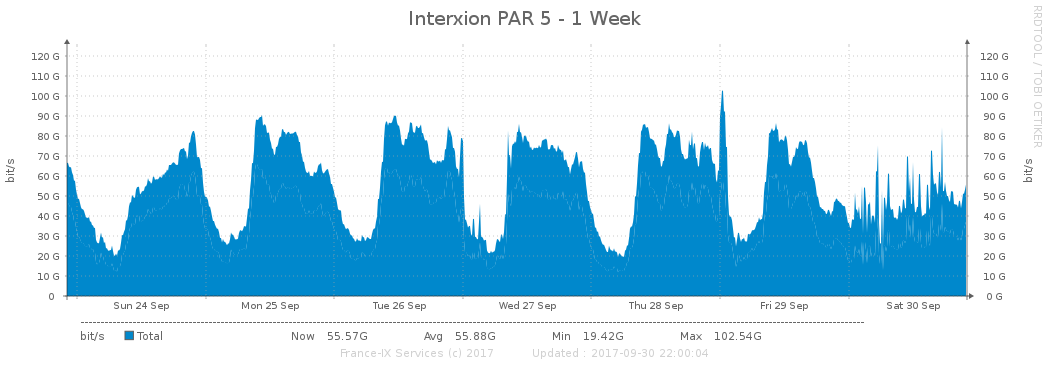 Interxion PAR 5 - 1 Week
RRDTOOL / TOBI OETIKER
bit/s
120 G 120 G
110 G 110 G
100 G 100 G
90 G 90 G
80 G 80 G
70 G 70 G
60 G 60 G
50 G 50 G
40 G 40 G
30 G 30 G
20 G 20 G
10 G 10 G
0 0 G
bit/s
Sun 24 Sep Mon 25 Sep Tue 26 Sep Wed 27 Sep Thu 28 Sep Fri 29 Sep Sat 30 Sep
bit/s Total Now 55.57G Avg 55.88G Min 19.42G Max 102.54G
France-IX Services (c) 2017 Updated : 2017-09-30 22:00:04